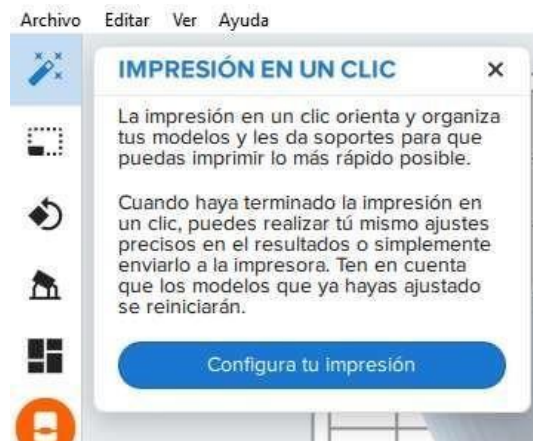 Archivo Editar Ver Ayuda
IMPRESIÓN EN UN CLIC
La impresión en un clic orienta y organiza
tus modelos y les da soportes para que
puedas imprimir lo más rápido posible.
Cuando haya terminado la impresión en
un clic, puedes realizar tú mismo ajustes
precisos en el resultados o simplemente
enviarlo a la impresora. Ten en cuenta
que los modelos que ya hayas ajustado
se reiniciarán.
Configura tu impresión